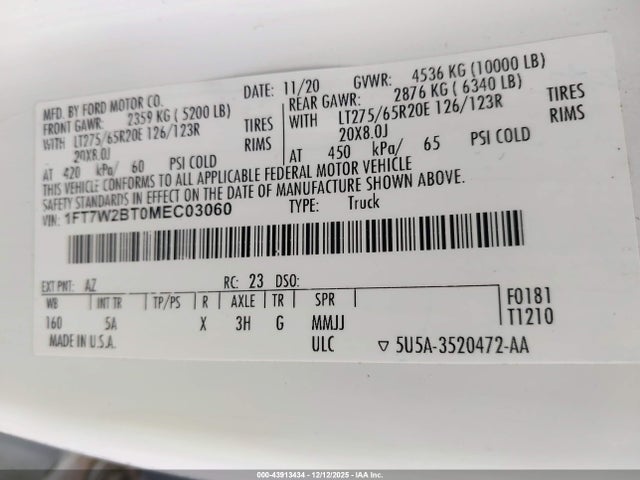 MFD. BY FORD MOTOR CO. DATE: 11/20 GVWR: 4536 KG (10000 LB)
FRONT GAWR: 2359 KG ( 5200 LB) REAR GAWR: 2876 KG ( 6340 LB)
WITH LT275/65R20E 126/123R TIRES WITH LT275/65R20E 126/123R TIRES
20X8.0J RIMS 20X8.0J RIMS
AT 420 kPa/ 60 PSI COLD AT 450 kPa/ 65 PSI COLD
THIS VEHICLE CONFORMS TO ALL APPLICABLE FEDERAL MOTOR VEHICLE
SAFETY STANDARDS IN EFFECT ON THE DATE OF MANUFACTURE SHOWN ABOVE.
VIN: 1FT7W2BT0MEC03060 TYPE: Truck
EXT PNT: AZ RC: 23 DSO:
WB INT TR TP/PS R AXLE TR SPR F0181
160 5A X 3H G MMJJ T1210
MADE IN U.S.A. ULC ▽ 5U5A-3520472-AA
000-43913434 - 12/12/2025 - IAA Inc.